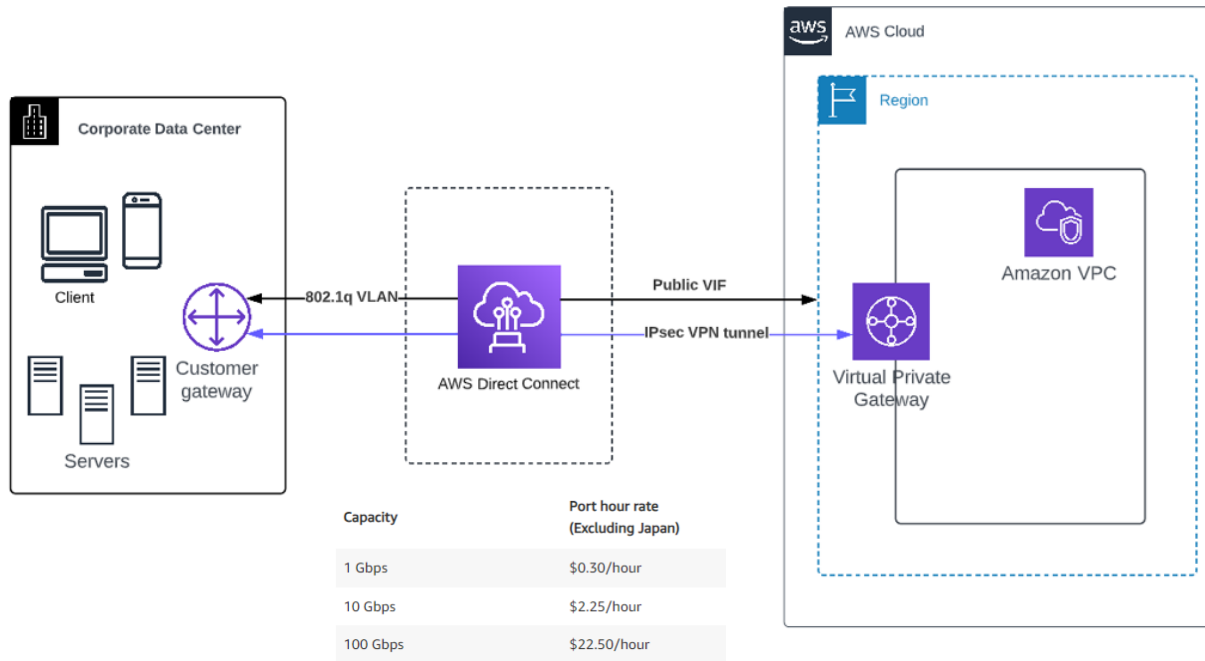 aws
AWS Cloud
Region
Corporate Data Center
Client
Customer
gateway
Servers
802.1q VLAN
AWS Direct Connect
Public VIF
IPsec VPN tunnel
Amazon VPC
Virtual Private
Gateway
Capacity
Port hour rate
(Excluding Japan)
1 Gbps
$0.30/hour
10 Gbps
$2.25/hour
100 Gbps
$22.50/hour